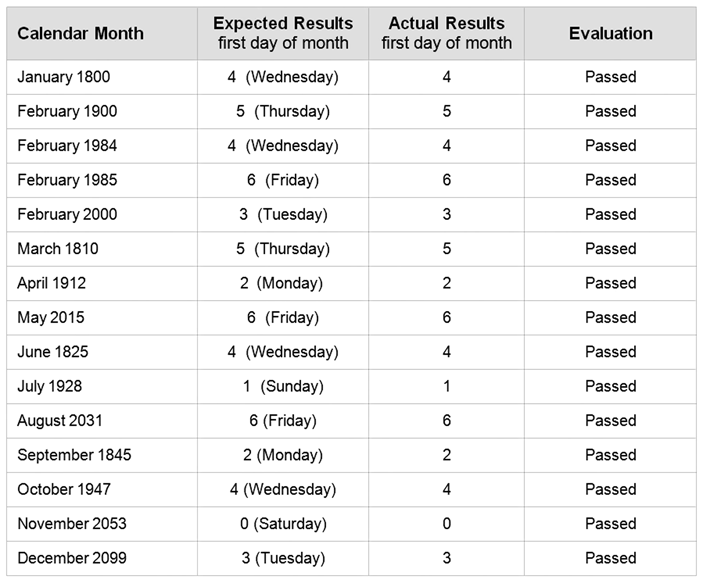 Calendar Month Expected Results Actual Results Evaluation
first day of month first day of month
January 1800 4 (Wednesday) 4 Passed
February 1900 5 (Thursday) 5 Passed
February 1984 4 (Wednesday) 4 Passed
February 1985 6 (Friday) 6 Passed
February 2000 3 (Tuesday) 3 Passed
March 1810 5 (Thursday) 5 Passed
April 1912 2 (Monday) 2 Passed
May 2015 6 (Friday) 6 Passed
June 1825 4 (Wednesday) 4 Passed
July 1928 1 (Sunday) 1 Passed
August 2031 6 (Friday) 6 Passed
September 1845 2 (Monday) 2 Passed
October 1947 4 (Wednesday) 4 Passed
November 2053 0 (Saturday) 0 Passed
December 2099 3 (Tuesday) 3 Passed